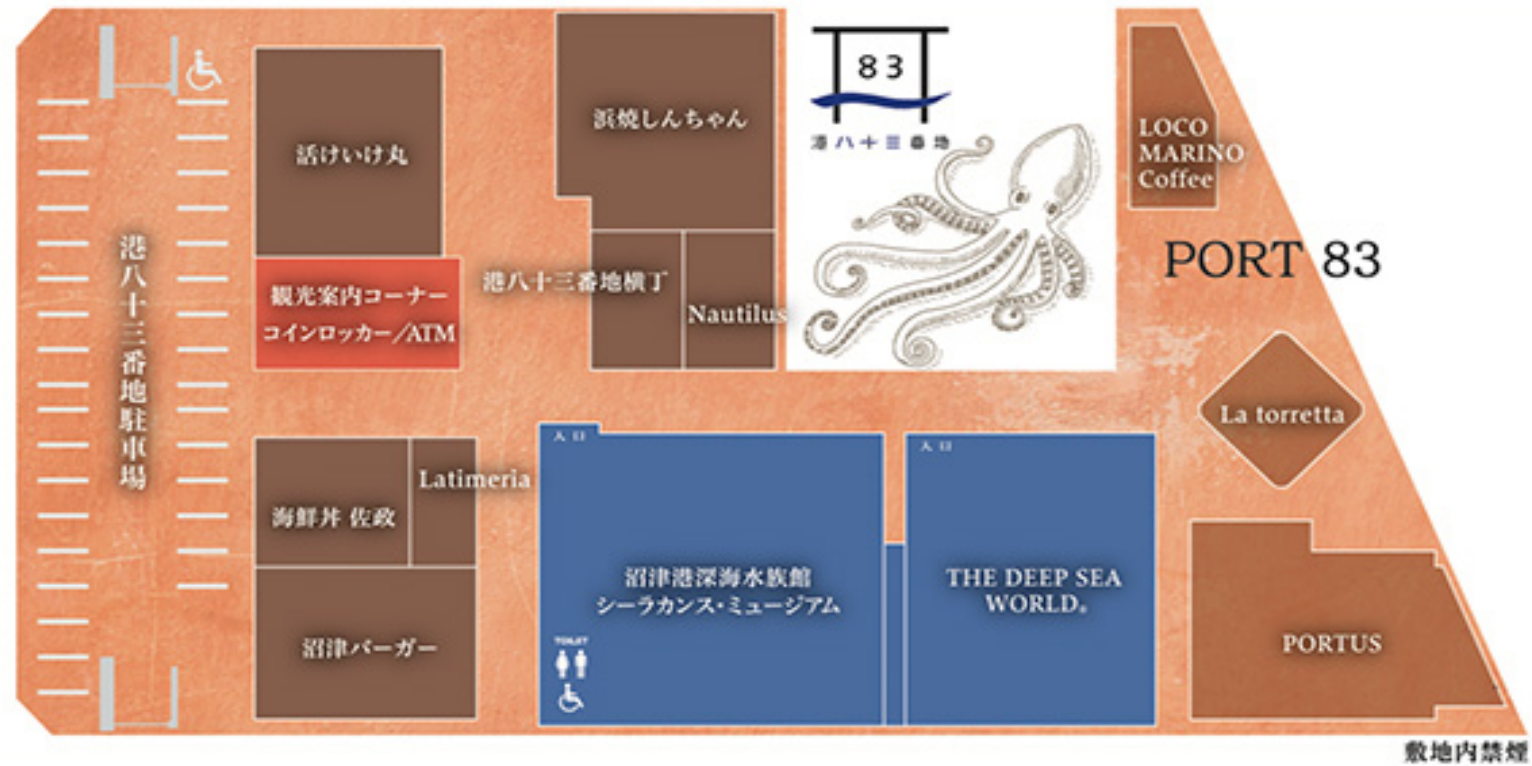 83
港八十三番地
浜焼しんちゃん
活けいけ丸
LOCO
MARINO
Coffee
港八十三番地駐車場
PORT 83
観光案内コーナー
コインロッカー/ATM
港八十三番地横丁
Nautilus
La torretta
入口
入口
Latimeria
海鮮丼 佐政
沼津港深海水族館
シーラカンス・ミュージアム
THE DEEP SEA
WORLD。
沼津バーガー
TOILET
PORTUS
敷地内禁煙